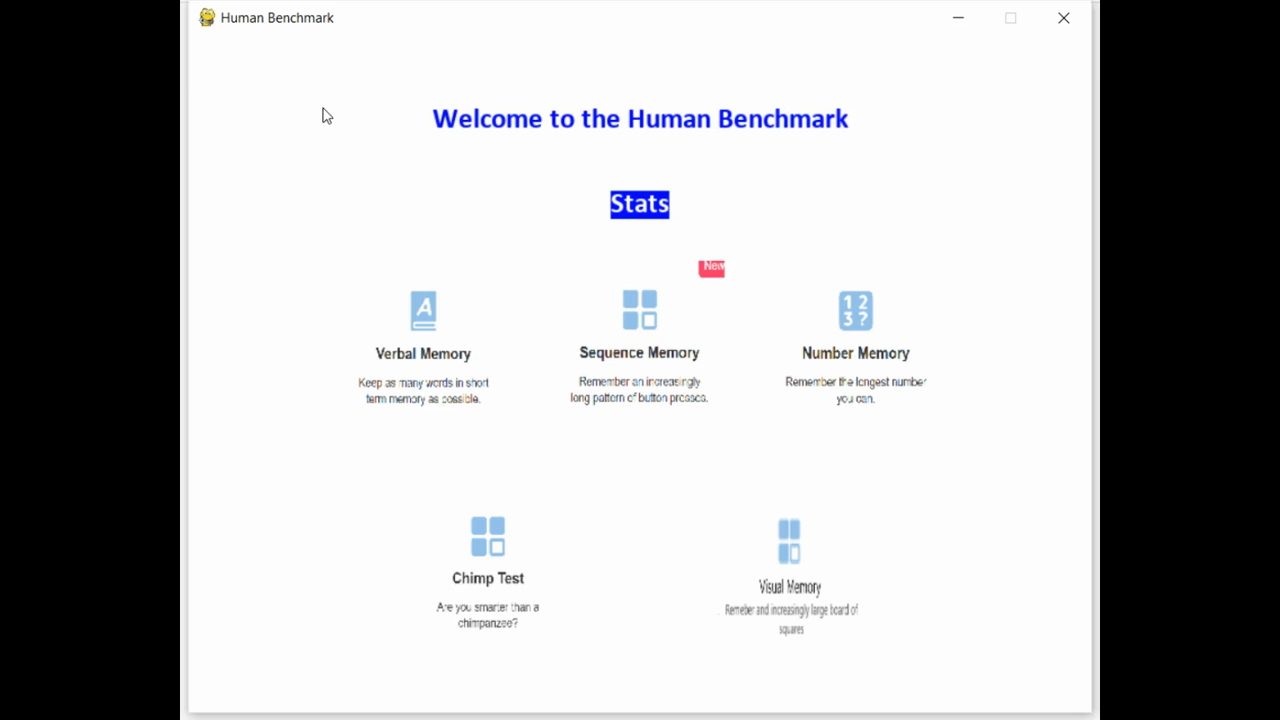 Human Benchmark
Welcome to the Human Benchmark
Stats
New
Verbal Memory
Keep as many words in short
term memory as possible.
Sequence Memory
Remember an increasingly
long pattern of button presses.
Number Memory
Remember the longest number
you can.
Chimp Test
Are you smarter than a
chimpanzee?
Visual Memory
Remeber and increasingly large board of
squares